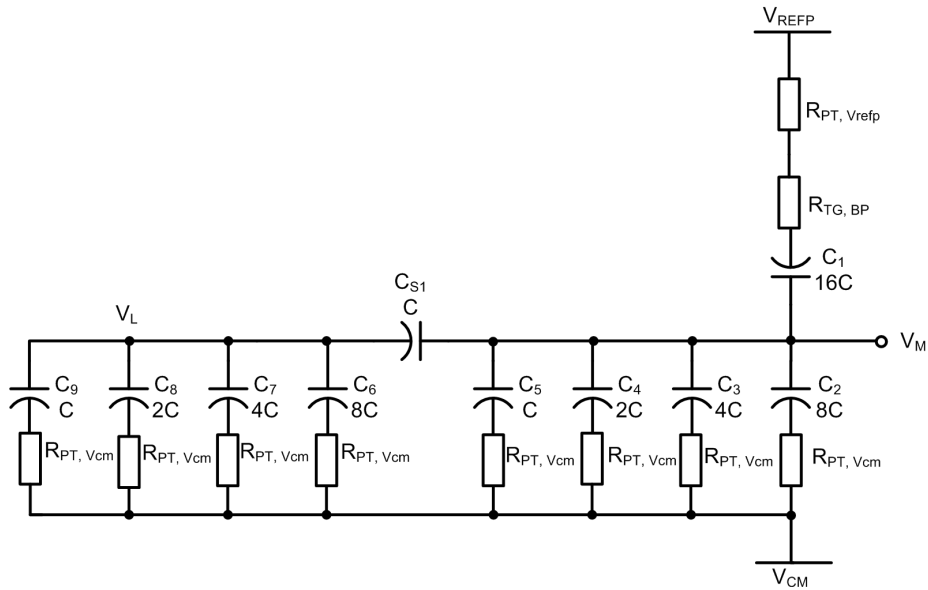 V_REFP
R_PT, Vrefp
R_TG, BP
C_1
16C
C_S1
C
V_L
V_M
C_9
C
C_8
2C
C_7
4C
C_6
8C
C_5
C
C_4
2C
C_3
4C
C_2
8C
R_PT, Vcm
R_PT, Vcm
R_PT, Vcm
R_PT, Vcm
R_PT, Vcm
R_PT, Vcm
R_PT, Vcm
R_PT, Vcm
V_CM